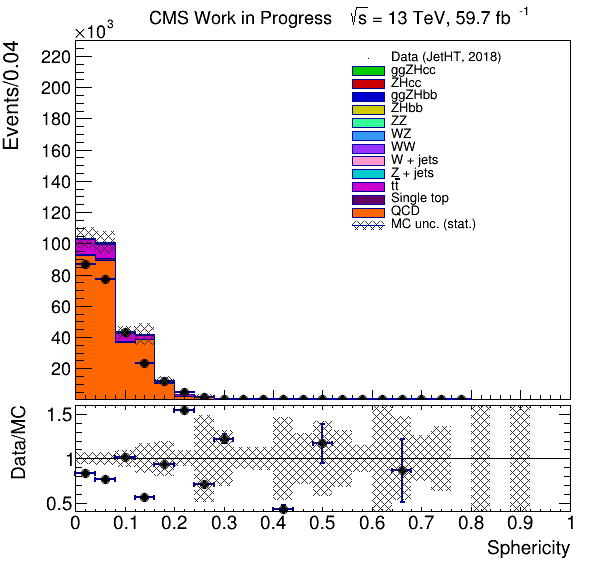 CMS Work in Progress √s = 13 TeV, 59.7 fb⁻¹
×10³
Events/0.04
220
200
180
160
140
120
100
80
60
40
20
Data (JetHT, 2018)
ggZHcc
ZHcc
ggZHbb
ZHbb
ZZ
WZ
WW
W + jets
Z + jets
tt̅
Single top
QCD
MC unc. (stat.)
Data/MC
1.5
1
0.5
0 0.1 0.2 0.3 0.4 0.5 0.6 0.7 0.8 0.9 1
Sphericity